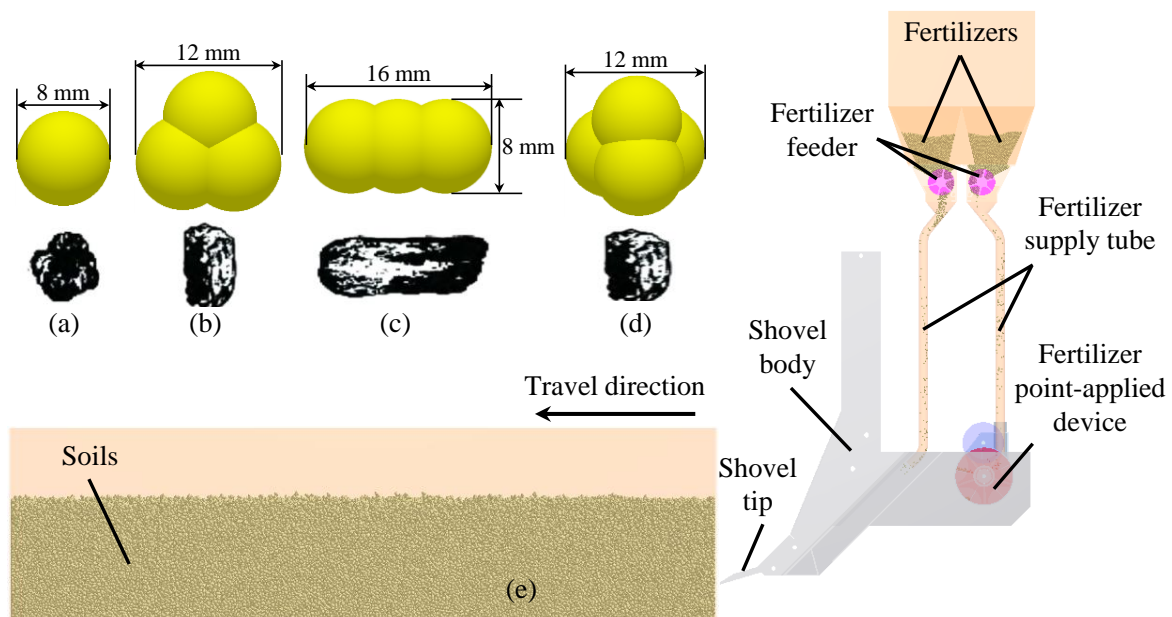 8 mm
12 mm
16 mm
8 mm
12 mm
(a)
(b)
(c)
(d)
Fertilizers
Fertilizer
feeder
Fertilizer
supply tube
Shovel
body
Fertilizer
point-applied
device
Shovel
tip
Travel direction
Soils
(e)